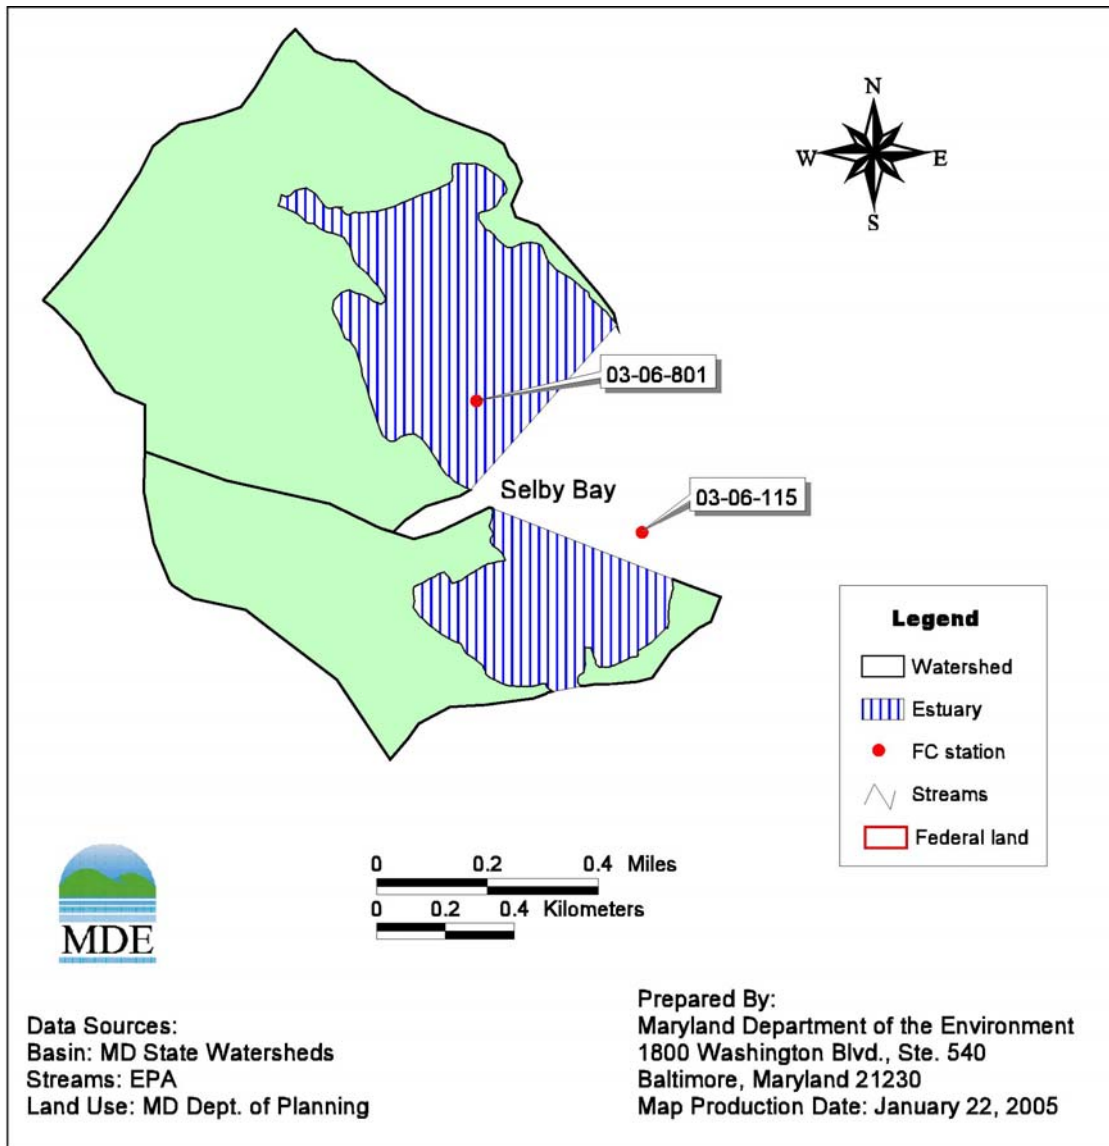 N
W E
S
03-06-801
Selby Bay
03-06-115
Legend
Watershed
Estuary
FC station
Streams
Federal land
0 0.2 0.4 Miles
0 0.2 0.4 Kilometers
MDE
Data Sources:
Basin: MD State Watersheds
Streams: EPA
Land Use: MD Dept. of Planning
Prepared By:
Maryland Department of the Environment
1800 Washington Blvd., Ste. 540
Baltimore, Maryland 21230
Map Production Date: January 22, 2005